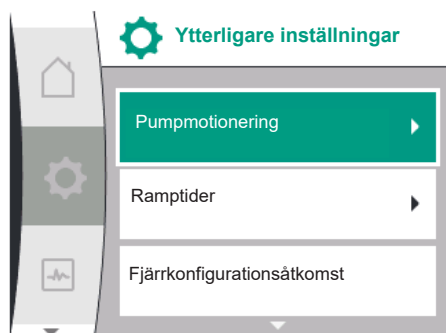 Ytterligare inställningar
Pumpmotionering
Ramptider
Fjärrkonfigurationsåtkomst